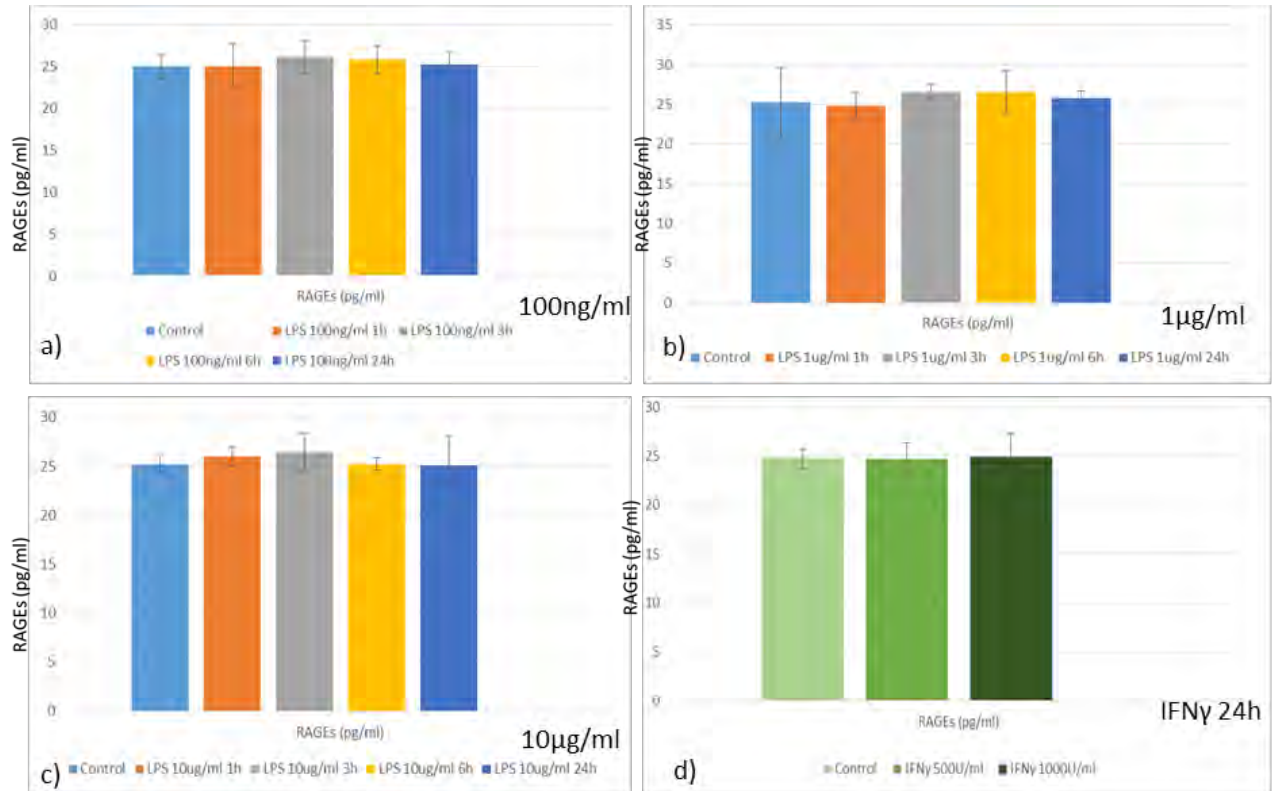 30
25
20
15
10
5
0
RAGEs (pg/ml)
RAGEs (pg/ml)
100ng/ml
Control LPS 100ng/ml 1h LPS 100ng/ml 3h
LPS 100ng/ml 6h LPS 100ng/ml 24h
a)
35
30
25
20
15
10
5
0
RAGEs (pg/ml)
RAGEs (pg/ml)
1µg/ml
b)
Control LPS 1ug/ml 1h LPS 1ug/ml 3h LPS 1ug/ml 6h LPS 1ug/ml 24h
30
25
20
15
10
5
0
RAGEs (pg/ml)
RAGEs (pg/ml)
10µg/ml
c)
Control LPS 10ug/ml 1h LPS 10ug/ml 3h LPS 10ug/ml 6h LPS 10ug/ml 24h
30
25
20
15
10
5
0
RAGEs (pg/ml)
RAGEs (pg/ml)
IFNγ 24h
d)
Control IFNγ 500U/ml IFNγ 1000U/ml